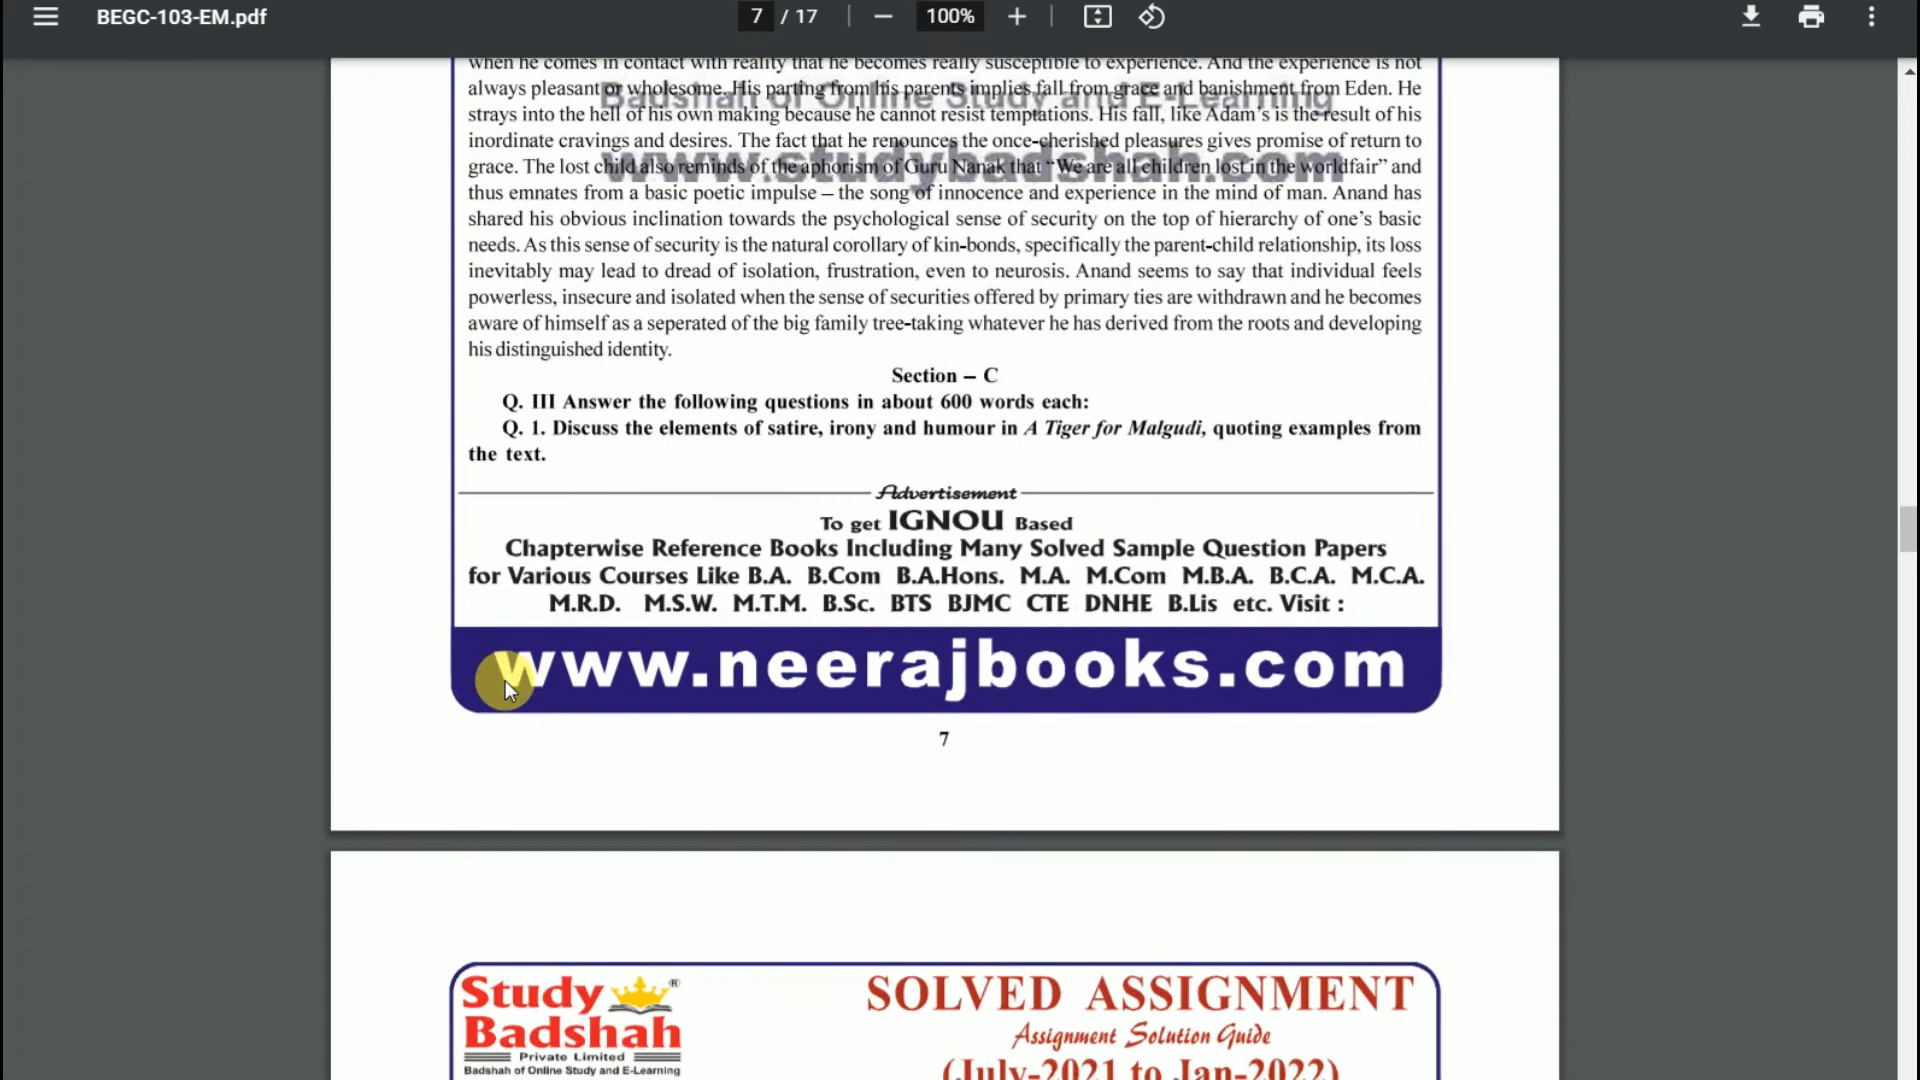 BEGC-103-EM.pdf
7 / 17
100%
when he comes in contact with reality that he becomes really susceptible to experience. And the experience is not
always pleasant or wholesome. His parting from his parents implies fall from grace and banishment from Eden. He
Badshah of Online Study and E-Learning
strays into the hell of his own making because he cannot resist temptations. His fall, like Adam's is the result of his
inordinate cravings and desires. The fact that he renounces the once-cherished pleasures gives promise of return to
grace. The lost child also reminds of the aphorism of Guru Nanak that “We are all children lost in the worldfair” and
www.studybadshah.com
thus emnates from a basic poetic impulse – the song of innocence and experience in the mind of man. Anand has
shared his obvious inclination towards the psychological sense of security on the top of hierarchy of one's basic
needs. As this sense of security is the natural corollary of kin-bonds, specifically the parent-child relationship, its loss
inevitably may lead to dread of isolation, frustration, even to neurosis. Anand seems to say that individual feels
powerless, insecure and isolated when the sense of securities offered by primary ties are withdrawn and he becomes
aware of himself as a seperated of the big family tree-taking whatever he has derived from the roots and developing
his distinguished identity.
Section – C
Q. III Answer the following questions in about 600 words each:
Q. 1. Discuss the elements of satire, irony and humour in A Tiger for Malgudi, quoting examples from
the text.
Advertisement
To get IGNOU Based
Chapterwise Reference Books Including Many Solved Sample Question Papers
for Various Courses Like B.A. B.Com B.A.Hons. M.A. M.Com M.B.A. B.C.A. M.C.A.
M.R.D. M.S.W. M.T.M. B.Sc. BTS BJMC CTE DNHE B.Lis etc. Visit :
www.neerajbooks.com
7
Study
Badshah
®
Private Limited
Badshah of Online Study and E-Learning
SOLVED ASSIGNMENT
Assignment Solution Guide
(July-2021 to Jan-2022)